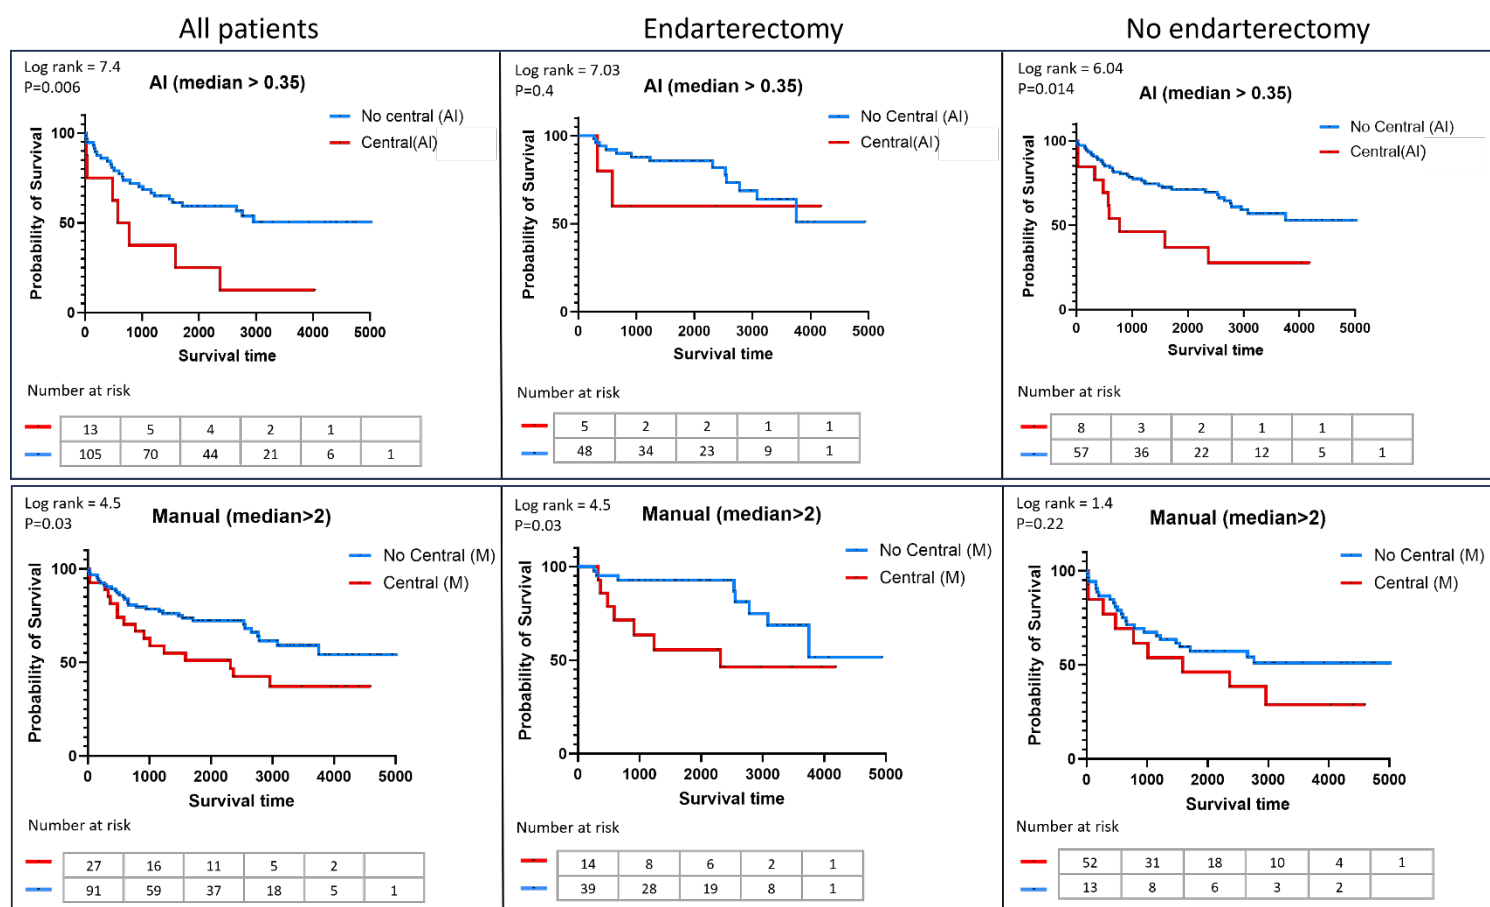 All patients
Endarterectomy
No endarterectomy
Log rank = 7.4
P=0.006
AI (median > 0.35)
No central (AI)
Central(AI)
Probability of Survival
100
50
0
0 1000 2000 3000 4000 5000
Survival time
Number at risk
13 5 4 2 1
105 70 44 21 6 1
Log rank = 7.03
P=0.4
AI (median > 0.35)
No Central (AI)
Central(AI)
Probability of Survival
100
50
0
0 1000 2000 3000 4000 5000
Survival time
Number at risk
5 2 2 1 1
48 34 23 9 1
Log rank = 6.04
P=0.014
AI (median > 0.35)
No Central (AI)
Central(AI)
Probability of Survival
100
50
0
0 1000 2000 3000 4000 5000
Survival time
Number at risk
8 3 2 1 1
57 36 22 12 5 1
Log rank = 4.5
P=0.03
Manual (median>2)
No Central (M)
Central (M)
Probability of Survival
100
50
0
0 1000 2000 3000 4000 5000
Survival time
Number at risk
27 16 11 5 2
91 59 37 18 5 1
Log rank = 4.5
P=0.03
Manual (median>2)
No Central (M)
Central (M)
Probability of Survival
100
50
0
0 1000 2000 3000 4000 5000
Survival time
Number at risk
14 8 6 2 1
39 28 19 8 1
Log rank = 1.4
P=0.22
Manual (median>2)
No Central (M)
Central (M)
Probability of Survival
100
50
0
0 1000 2000 3000 4000 5000
Survival time
Number at risk
52 31 18 10 4 1
13 8 6 3 2